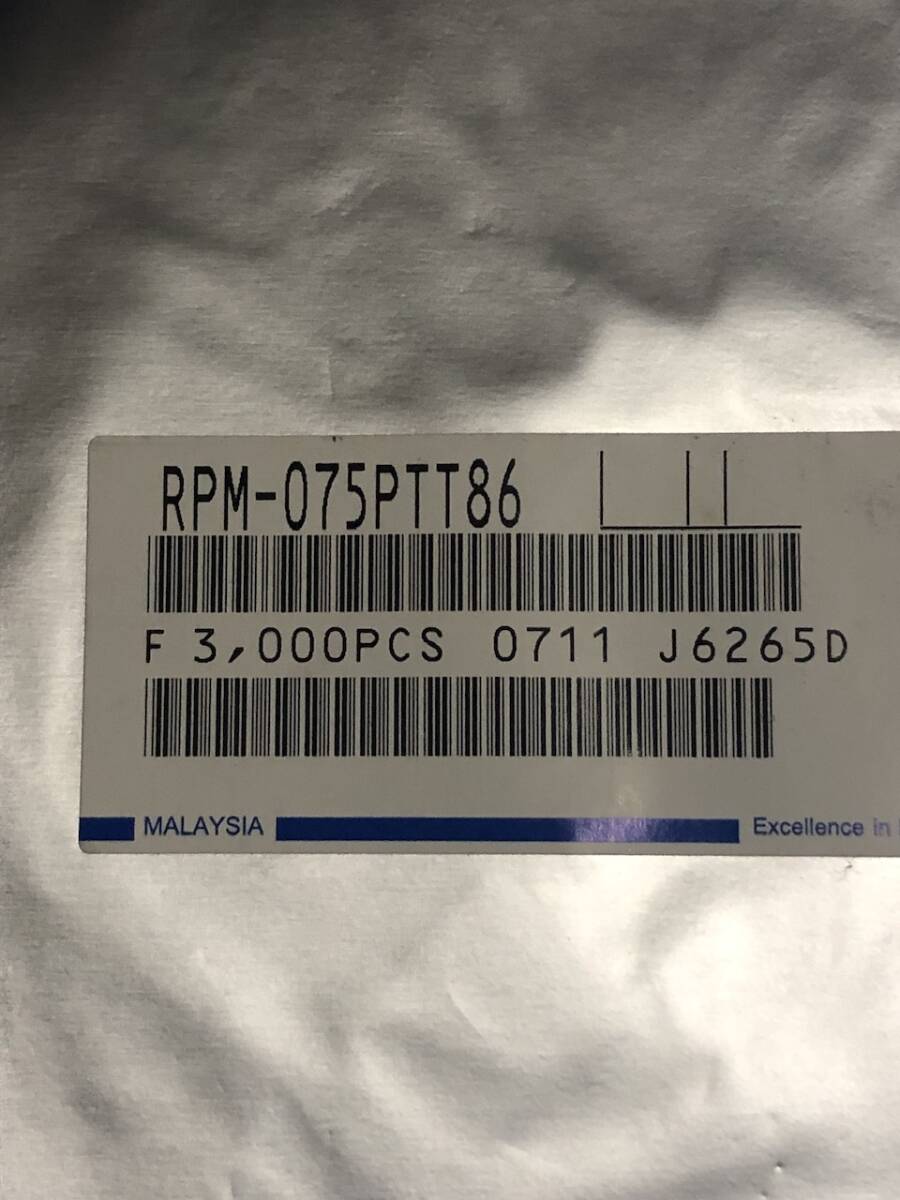 RPM-075PTT86
F 3,000PCS 0711 J6265D
MALAYSIA Excellence in